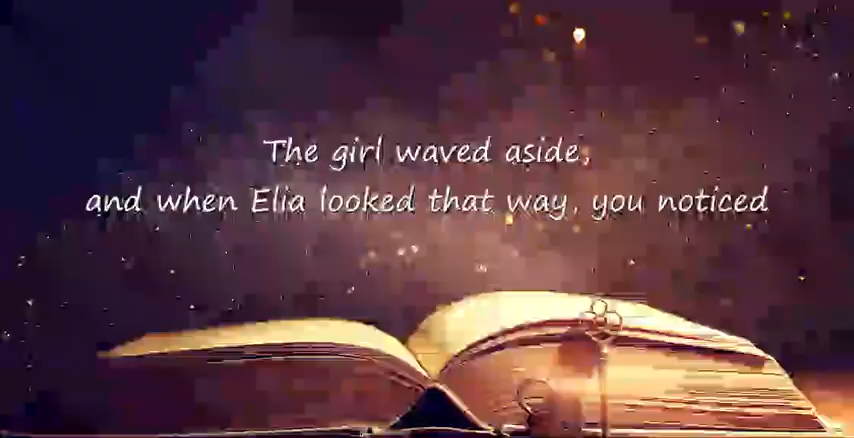 The girl waved aside,
and when Elia looked that way, you noticed